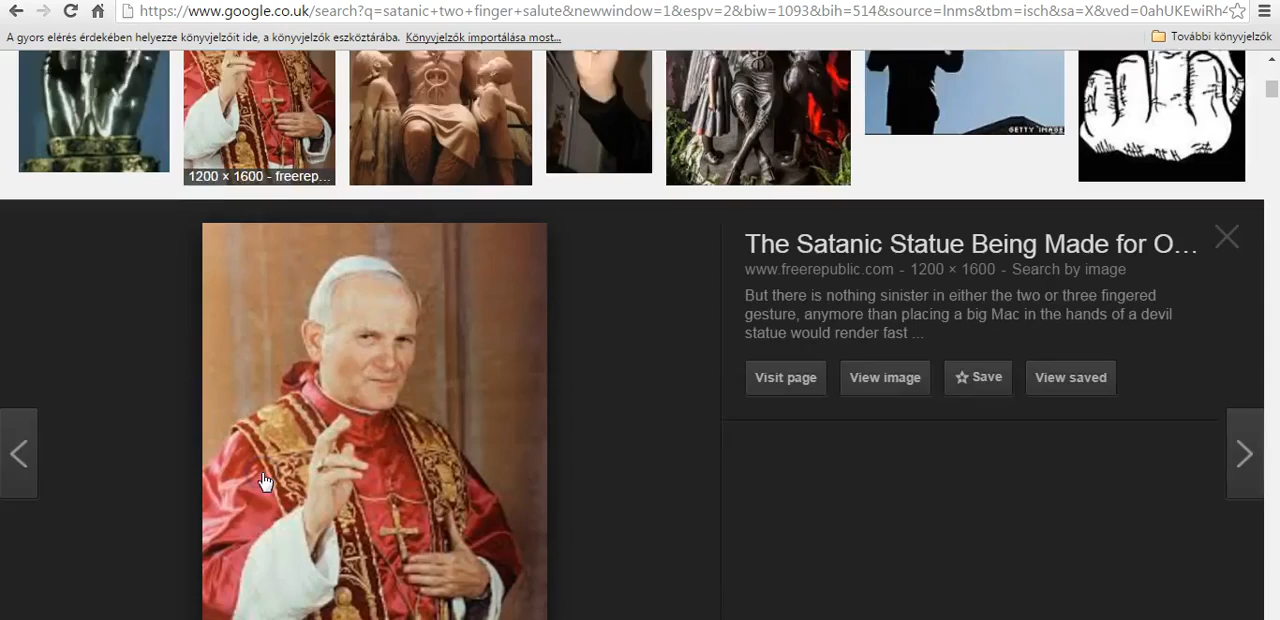 https://www.google.co.uk/search?q=satanic+two+finger+salute&newwindow=1&espv=2&biw=1093&bih=514&source=lnms&tbm=isch&sa=X&ved=0ahUKEwiRh4
A gyors elérés érdekében helyezze könyvjelzőit ide, a könyvjelzők eszköztárába. Könyvjelzők importálása most...
További könyvjelzők
GETTY IMAGE
1200 × 1600 - freerep...
The Satanic Statue Being Made for O...
www.freerepublic.com - 1200 × 1600 - Search by image
But there is nothing sinister in either the two or three fingered
gesture, anymore than placing a big Mac in the hands of a devil
statue would render fast ...
Visit page
View image
Save
View saved